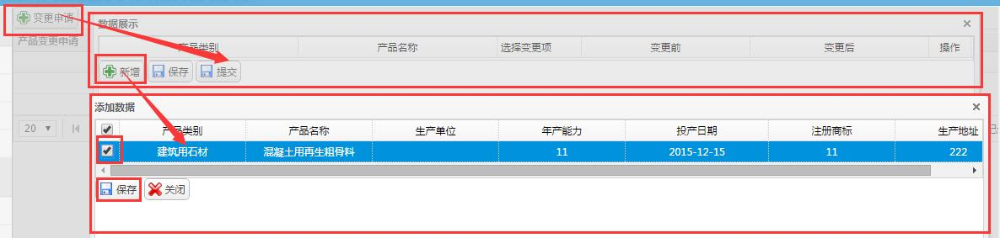 变更申请
产品变更申请
数据展示
产品类别 产品名称 选择变更项 变更前 变更后 操作
新增 保存 提交
添加数据
20
产品类别 产品名称 生产单位 年产能力 投产日期 注册商标 生产地址
建筑用石材 混凝土用再生粗骨料 11 2015-12-15 11 222
保存 关闭